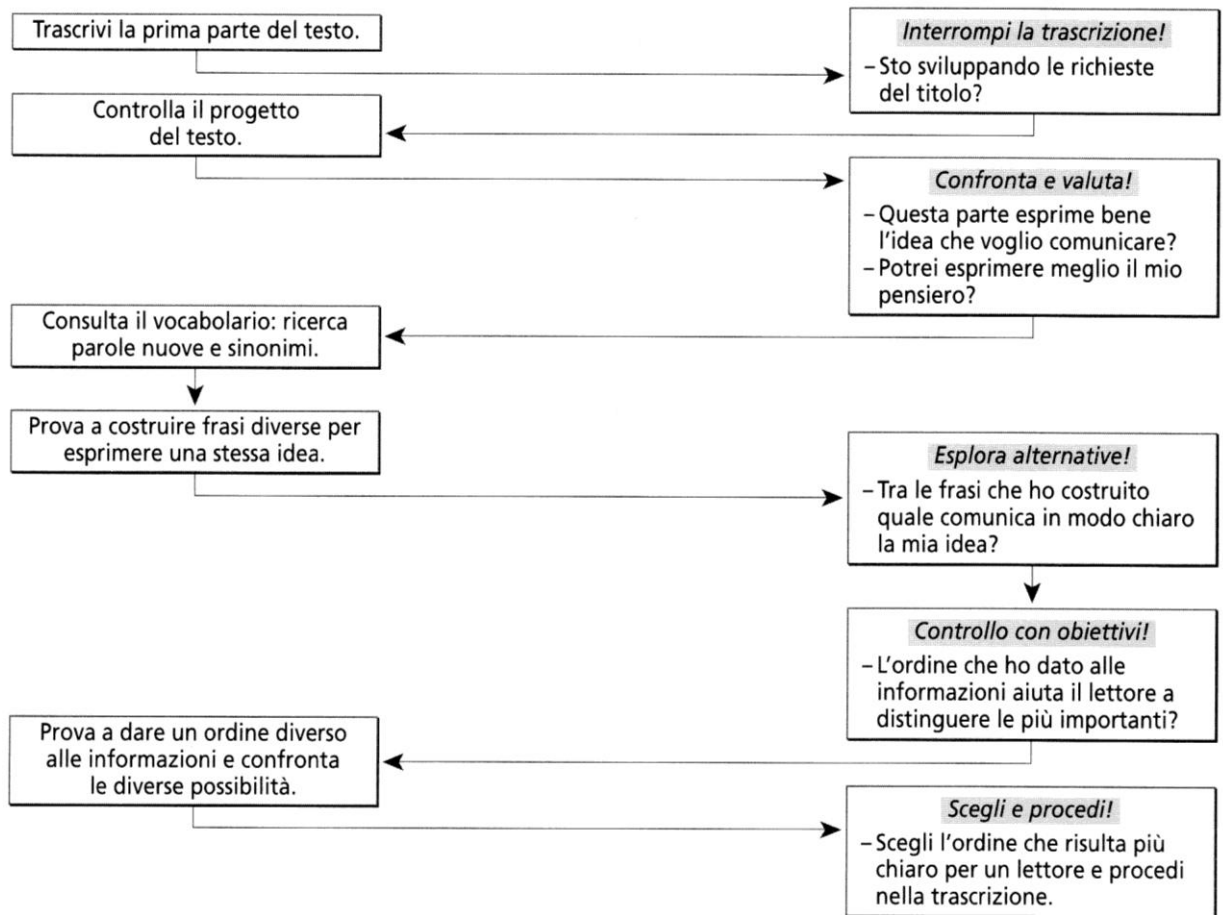 Trascrivi la prima parte del testo.
Interrompi la trascrizione!
– Sto sviluppando le richieste
del titolo?
Controlla il progetto
del testo.
Confronta e valuta!
– Questa parte esprime bene
l'idea che voglio comunicare?
– Potrei esprimere meglio il mio
pensiero?
Consulta il vocabolario: ricerca
parole nuove e sinonimi.
Prova a costruire frasi diverse per
esprimere una stessa idea.
Esplora alternative!
– Tra le frasi che ho costruito
quale comunica in modo chiaro
la mia idea?
Controllo con obiettivi!
– L'ordine che ho dato alle
informazioni aiuta il lettore a
distinguere le più importanti?
Prova a dare un ordine diverso
alle informazioni e confronta
le diverse possibilità.
Scegli e procedi!
– Scegli l'ordine che risulta più
chiaro per un lettore e procedi
nella trascrizione.